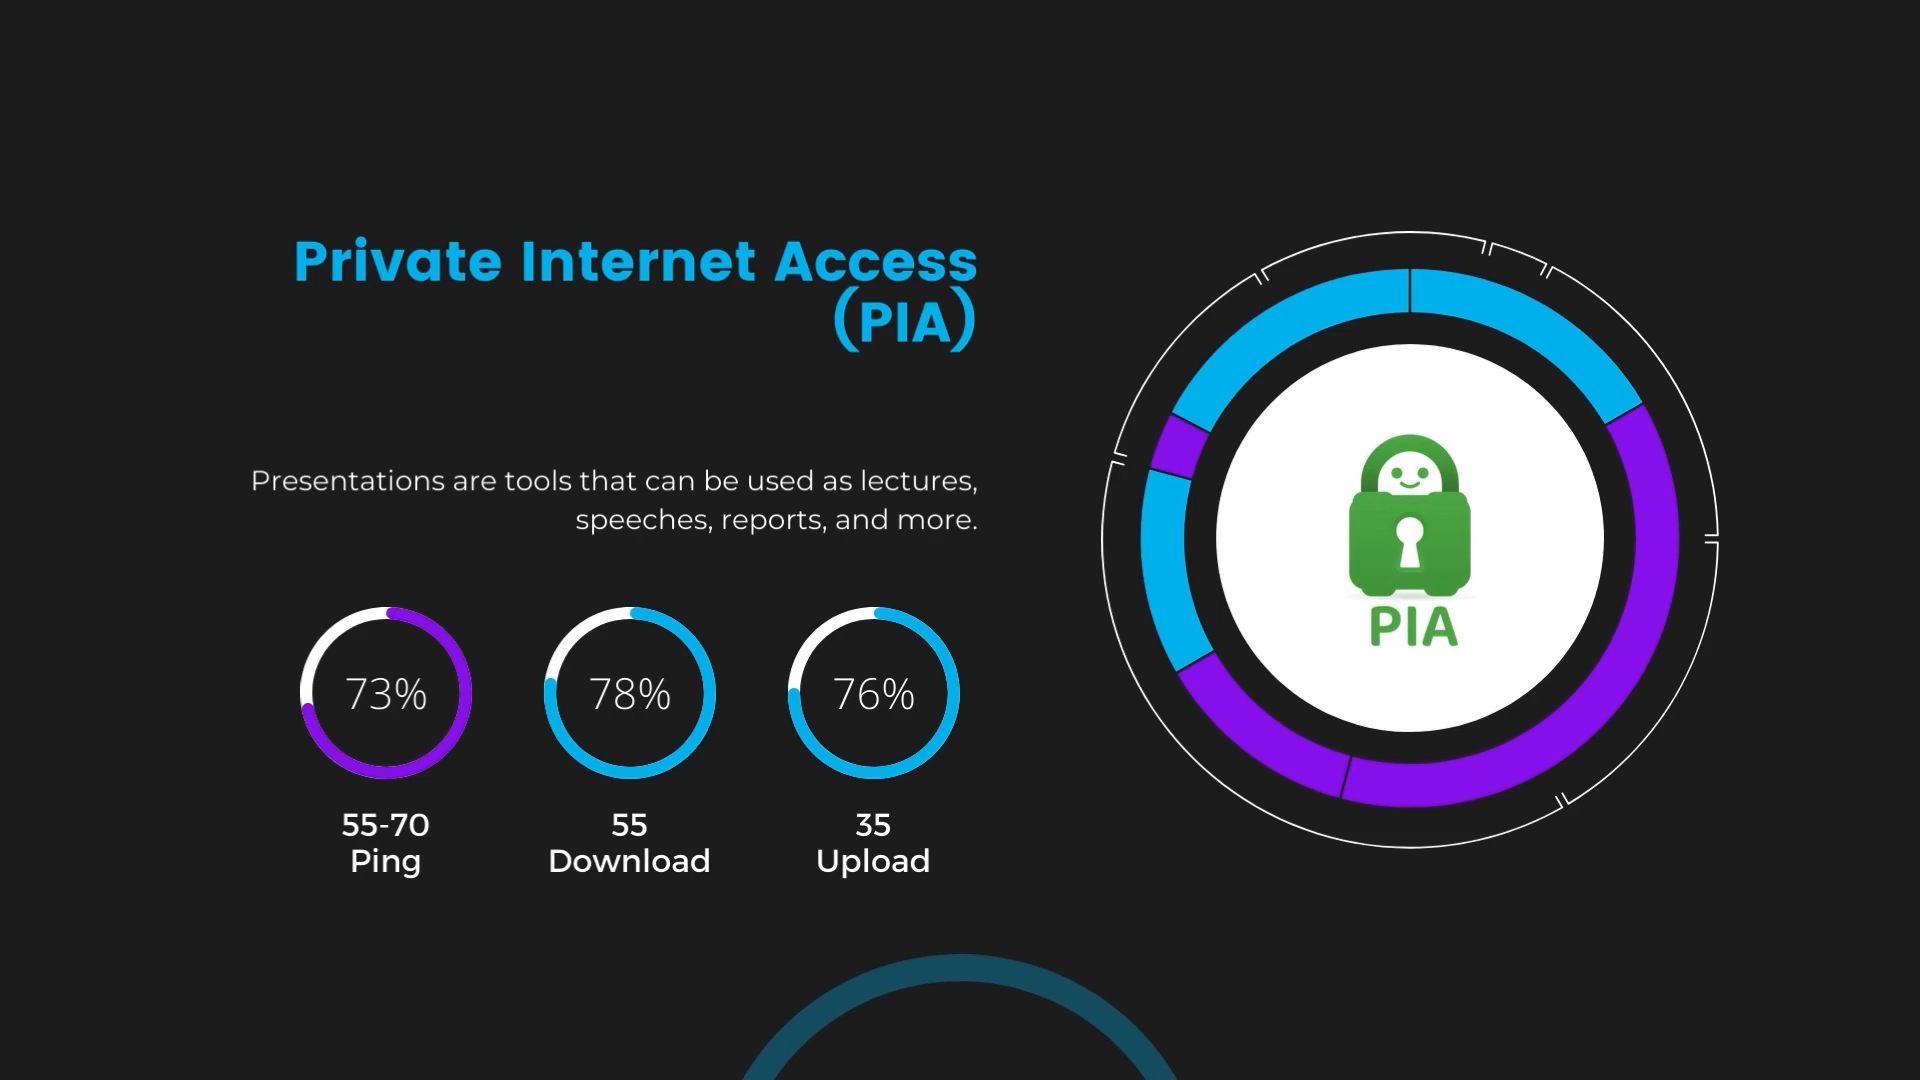 Private Internet Access
(PIA)
Presentations are tools that can be used as lectures,
speeches, reports, and more.
73%
78%
76%
55-70
Ping
55
Download
35
Upload
PIA